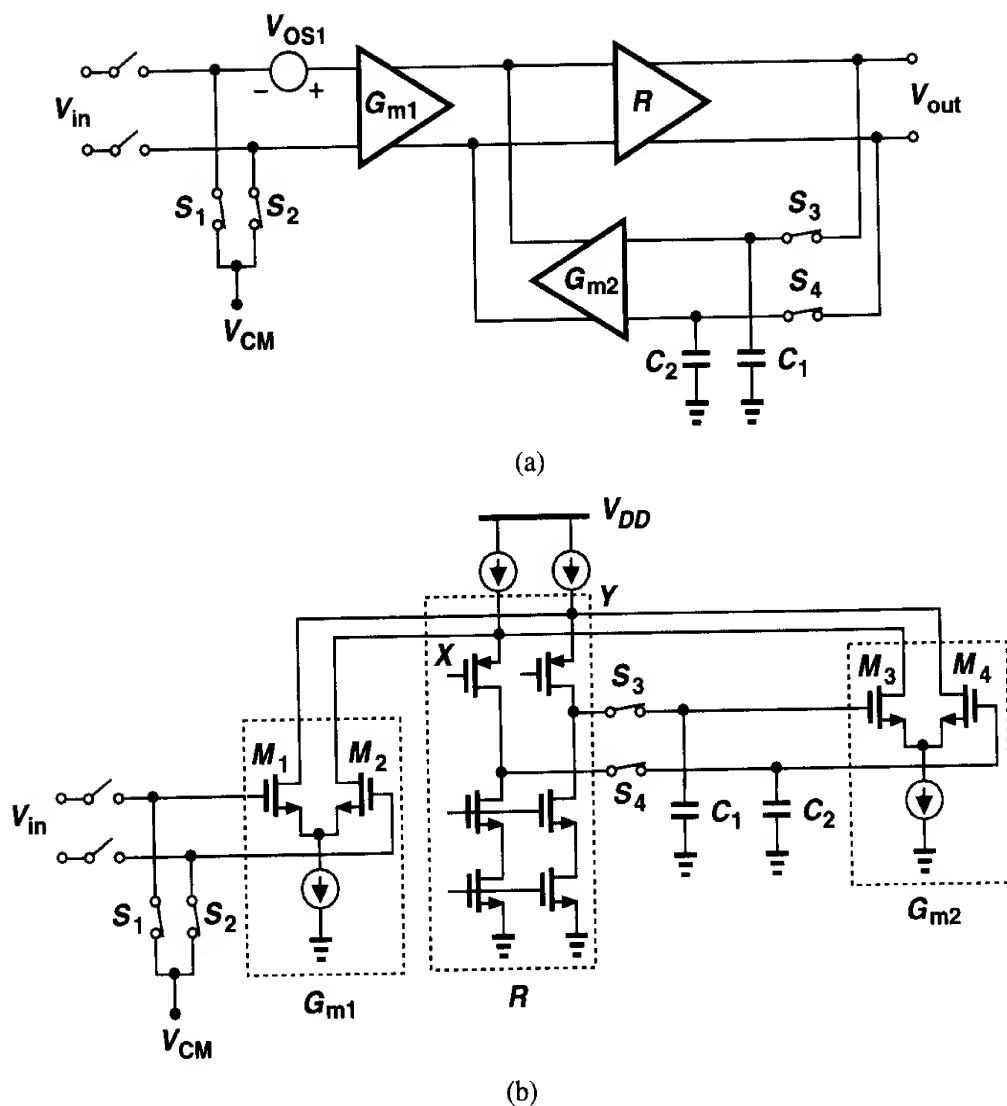 V_OS1
− +
G_m1
R
V_in
V_out
S_1
S_2
S_3
G_m2
S_4
V_CM
C_2
C_1
(a)
V_DD
Y
X
S_3
M_3
M_4
M_1
M_2
S_4
V_in
C_1
C_2
S_1
S_2
G_m2
G_m1
R
V_CM
(b)